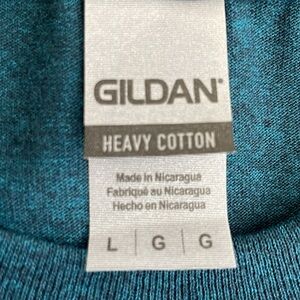 GILDAN®
HEAVY COTTON
Made in Nicaragua
Fabriqué au Nicaragua
Hecho en Nicaragua
L | G | G